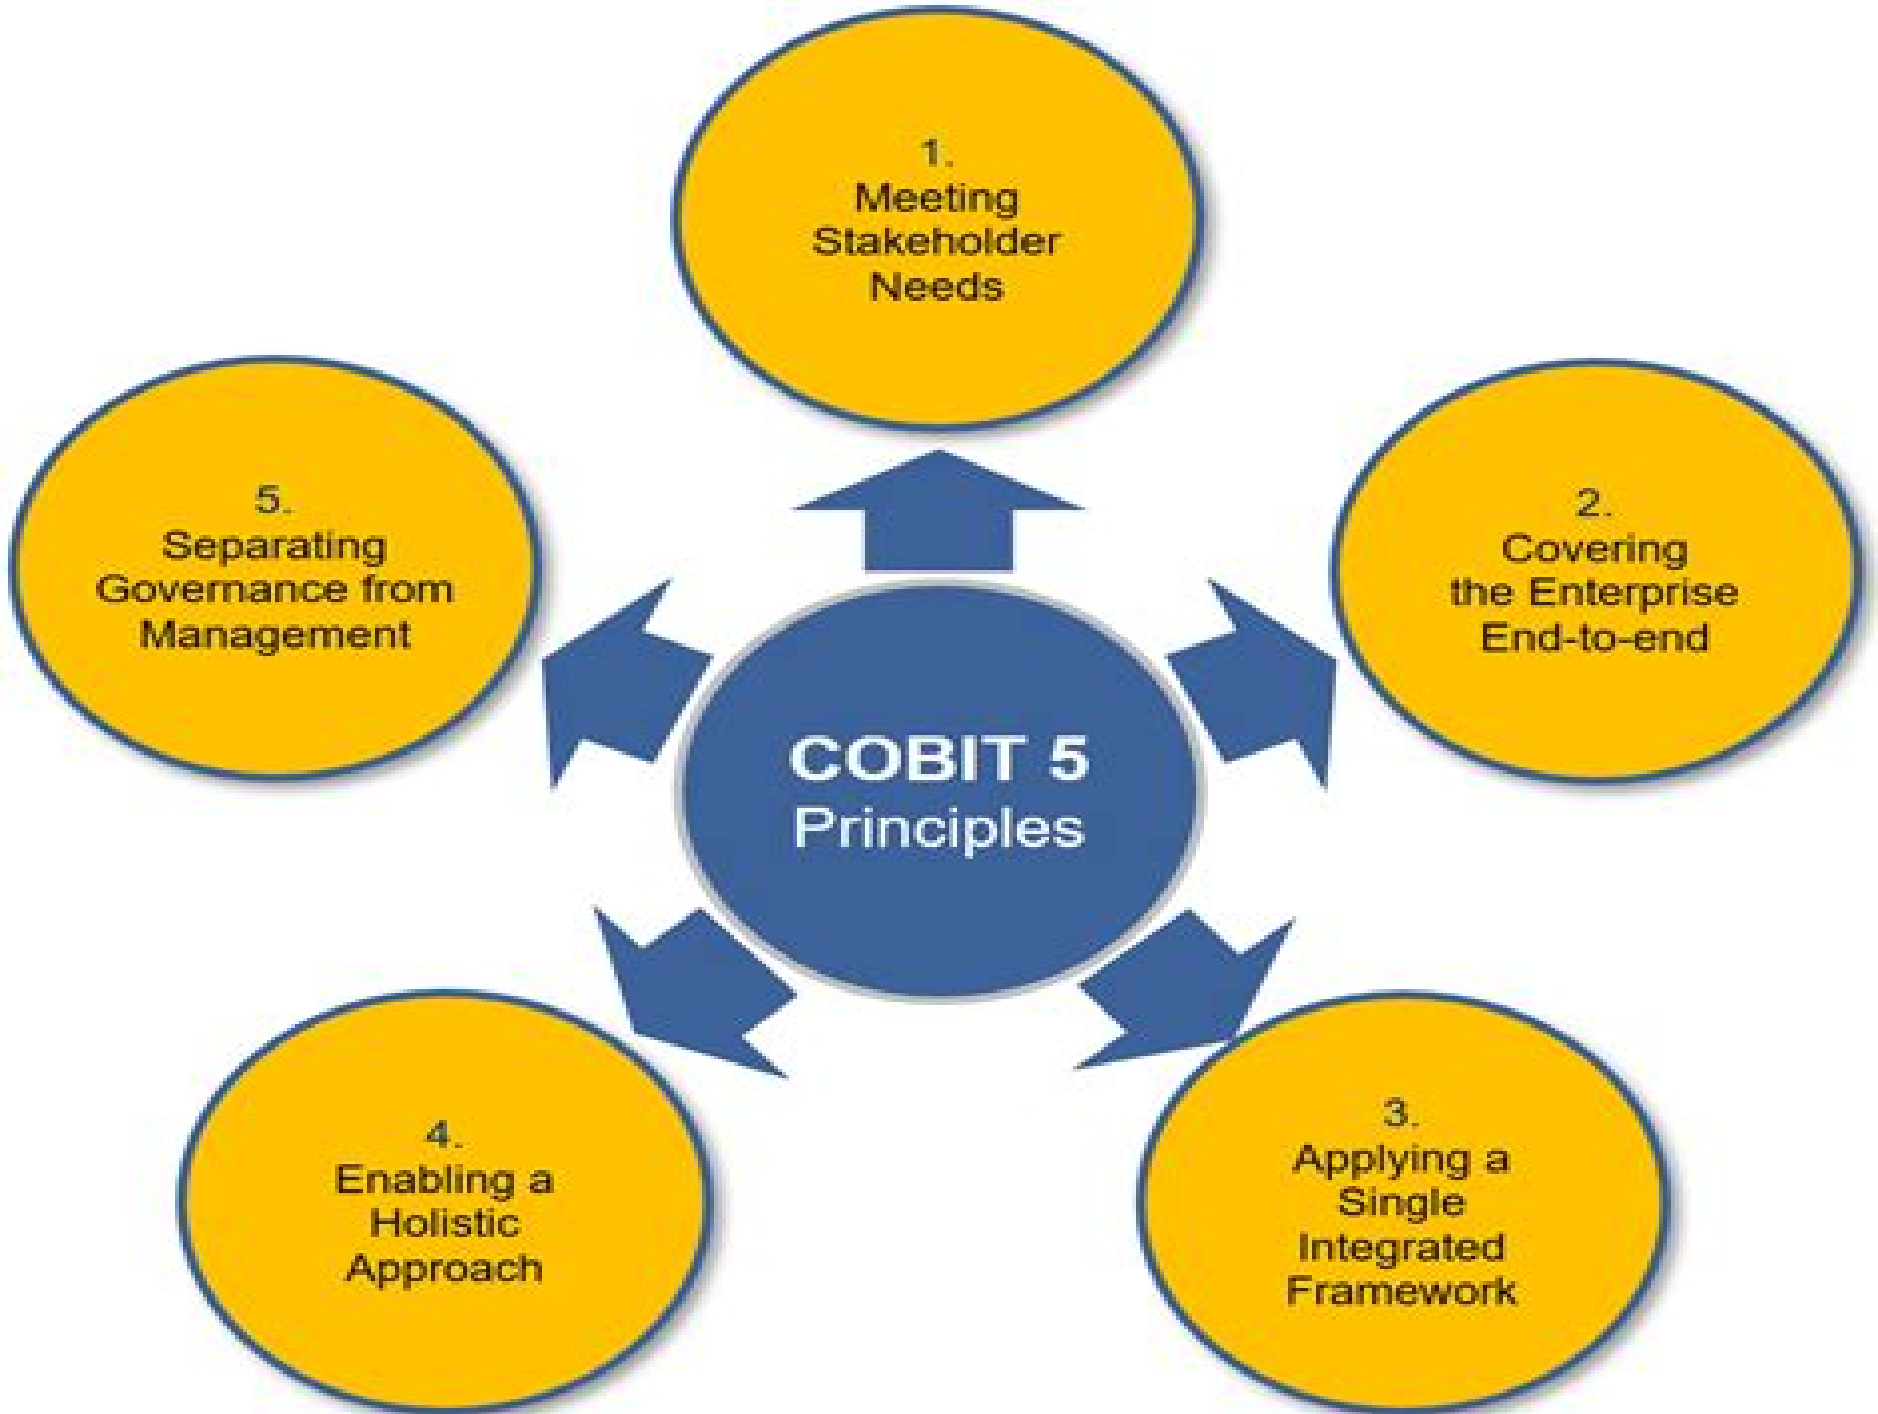 1.
Meeting
Stakeholder
Needs
5.
Separating
Governance from
Management
2.
Covering
the Enterprise
End-to-end
COBIT 5
Principles
4.
Enabling a
Holistic
Approach
3.
Applying a
Single
Integrated
Framework